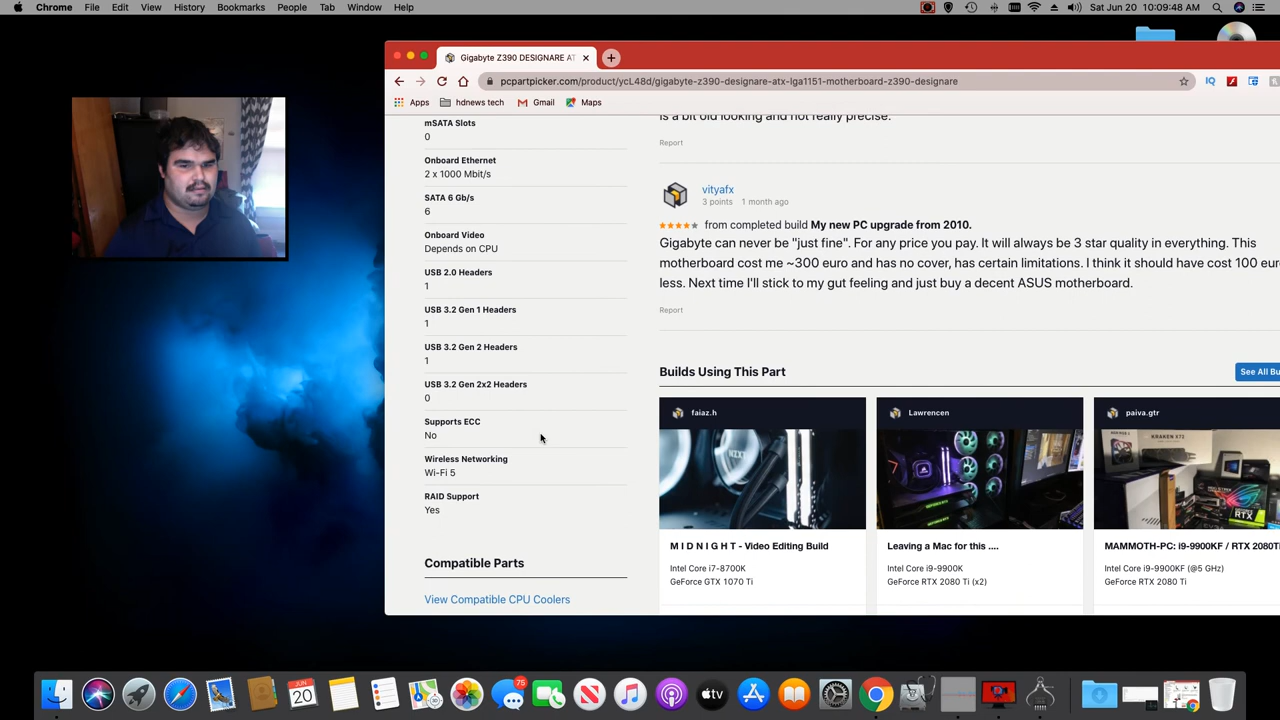 Chrome File Edit View History Bookmarks People Tab Window Help Sat Jun 20 10:09:48 AM
Gigabyte Z390 DESIGNARE AT
pcpartpicker.com/product/ycL48d/gigabyte-z390-designare-atx-lga1151-motherboard-z390-designare
Apps hdnews tech Gmail Maps
mSATA Slots
0
Onboard Ethernet
2 x 1000 Mbit/s
SATA 6 Gb/s
6
Onboard Video
Depends on CPU
USB 2.0 Headers
1
USB 3.2 Gen 1 Headers
1
USB 3.2 Gen 2 Headers
1
USB 3.2 Gen 2x2 Headers
0
Supports ECC
No
Wireless Networking
Wi-Fi 5
RAID Support
Yes
Compatible Parts
View Compatible CPU Coolers
is a bit old looking and not really precise.
Report
vityafx
3 points 1 month ago
from completed build My new PC upgrade from 2010.
Gigabyte can never be "just fine". For any price you pay. It will always be 3 star quality in everything. This
motherboard cost me ~300 euro and has no cover, has certain limitations. I think it should have cost 100 eur
less. Next time I'll stick to my gut feeling and just buy a decent ASUS motherboard.
Report
Builds Using This Part
See All Bu
faiaz.h
M I D N I G H T - Video Editing Build
Intel Core i7-8700K
GeForce GTX 1070 Ti
Lawrencen
Leaving a Mac for this ....
Intel Core i9-9900K
GeForce RTX 2080 Ti (x2)
paiva.gtr
KRAKEN X72
RTX
MAMMOTH-PC: i9-9900KF / RTX 2080Ti
Intel Core i9-9900KF (@5 GHz)
GeForce RTX 2080 Ti
JUN
20
75
tv